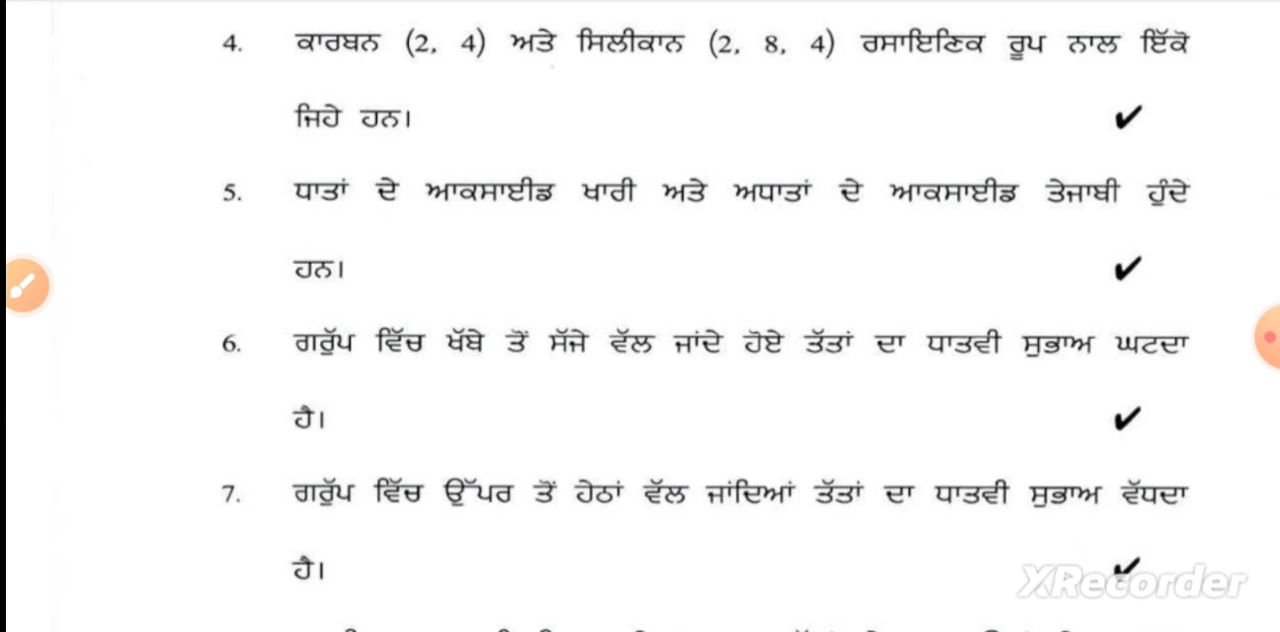 4. ਕਾਰਬਨ (2, 4) ਅਤੇ ਸਿਲੀਕਾਨ (2, 8, 4) ਰਸਾਇਣਿਕ ਰੂਪ ਨਾਲ ਇੱਕੋ
ਜਿਹੇ ਹਨ। ✔
5. ਧਾਤਾਂ ਦੇ ਆਕਸਾਈਡ ਖਾਰੀ ਅਤੇ ਅਧਾਤਾਂ ਦੇ ਆਕਸਾਈਡ ਤੇਜਾਬੀ ਹੁੰਦੇ
ਹਨ। ✔
6. ਗਰੁੱਪ ਵਿੱਚ ਖੱਬੇ ਤੋਂ ਸੱਜੇ ਵੱਲ ਜਾਂਦੇ ਹੋਏ ਤੱਤਾਂ ਦਾ ਧਾਤਵੀ ਸੁਭਾਅ ਘਟਦਾ
ਹੈ। ✔
7. ਗਰੁੱਪ ਵਿੱਚ ਉੱਪਰ ਤੋਂ ਹੇਠਾਂ ਵੱਲ ਜਾਂਦਿਆਂ ਤੱਤਾਂ ਦਾ ਧਾਤਵੀ ਸੁਭਾਅ ਵੱਧਦਾ
ਹੈ। ✔
XRecorder